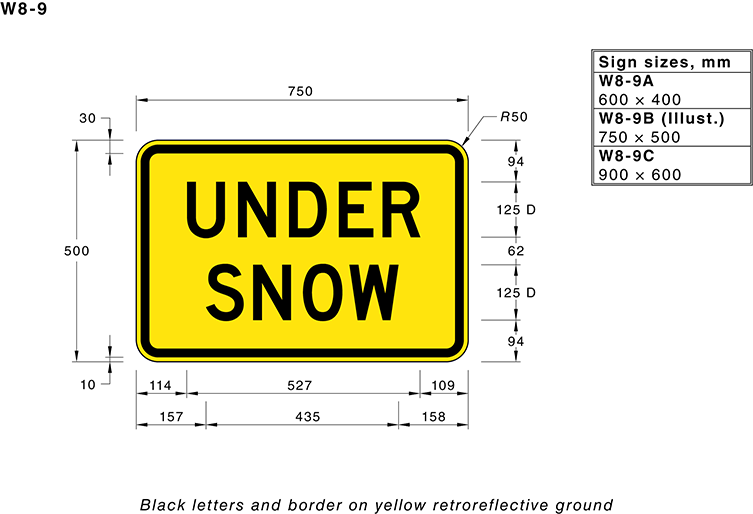 W8-9
Sign sizes, mm
W8-9A
600 × 400
W8-9B (Illust.)
750 × 500
W8-9C
900 × 600
750
30
R50
94
UNDER
125 D
500
62
SNOW
125 D
94
10
114 527 109
157 435 158
Black letters and border on yellow retroreflective ground